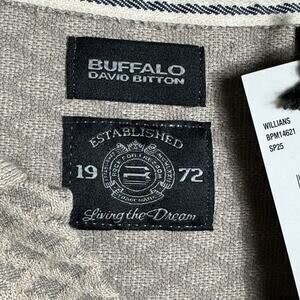 BUFFALO
DAVID BITTON
ESTABLISHED
19 72
Living the Dream
WILLIANS
BPM14621
SP25